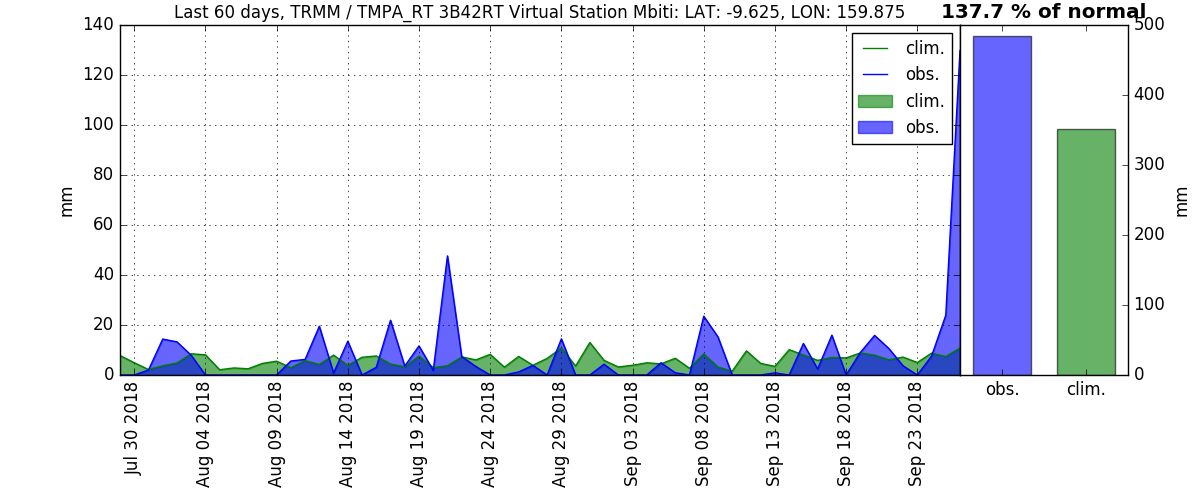 Last 60 days, TRMM / TMPA_RT 3B42RT Virtual Station Mbiti: LAT: -9.625, LON: 159.875
137.7 % of normal
140
120
100
80
60
40
20
0
mm
clim.
obs.
clim.
obs.
Jul 30 2018
Aug 04 2018
Aug 09 2018
Aug 14 2018
Aug 19 2018
Aug 24 2018
Aug 29 2018
Sep 03 2018
Sep 08 2018
Sep 13 2018
Sep 18 2018
Sep 23 2018
500
400
300
200
100
0
mm
obs.
clim.